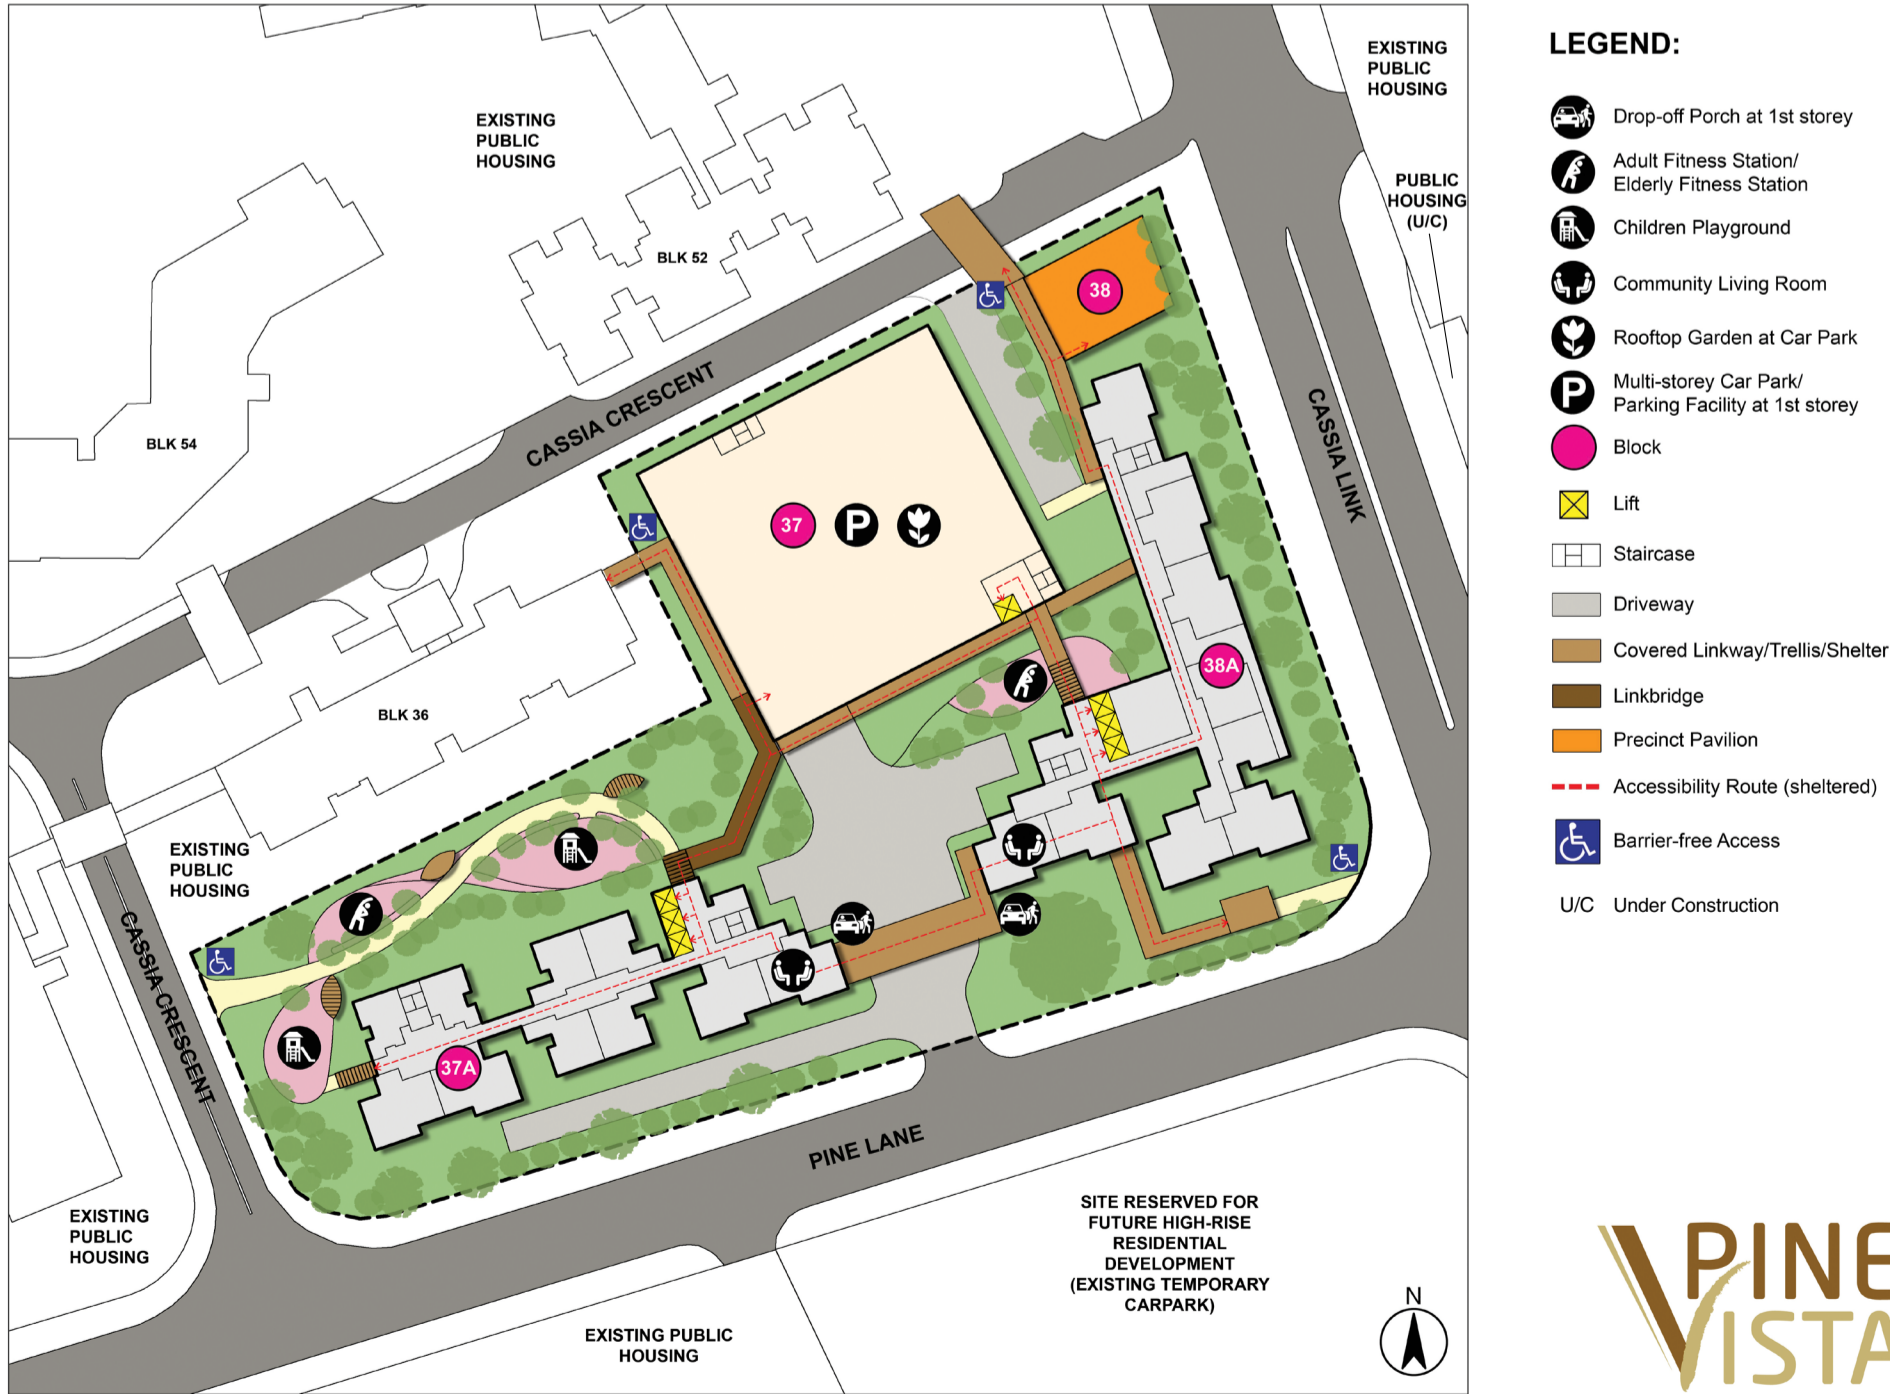 EXISTING
PUBLIC
HOUSING
EXISTING
PUBLIC
HOUSING
PUBLIC
HOUSING
(U/C)
BLK 52
38
CASSIA CRESCENT
BLK 54
CASSIA LINK
37
P
38A
BLK 36
EXISTING
PUBLIC
HOUSING
CASSIA CRESCENT
37A
PINE LANE
EXISTING
PUBLIC
HOUSING
SITE RESERVED FOR
FUTURE HIGH-RISE
RESIDENTIAL
DEVELOPMENT
(EXISTING TEMPORARY
CARPARK)
EXISTING PUBLIC
HOUSING
N
LEGEND:
Drop-off Porch at 1st storey
Adult Fitness Station/
Elderly Fitness Station
Children Playground
Community Living Room
Rooftop Garden at Car Park
P
Multi-storey Car Park/
Parking Facility at 1st storey
Block
Lift
Staircase
Driveway
Covered Linkway/Trellis/Shelter
Linkbridge
Precinct Pavilion
Accessibility Route (sheltered)
Barrier-free Access
U/C Under Construction
PINE
VISTA